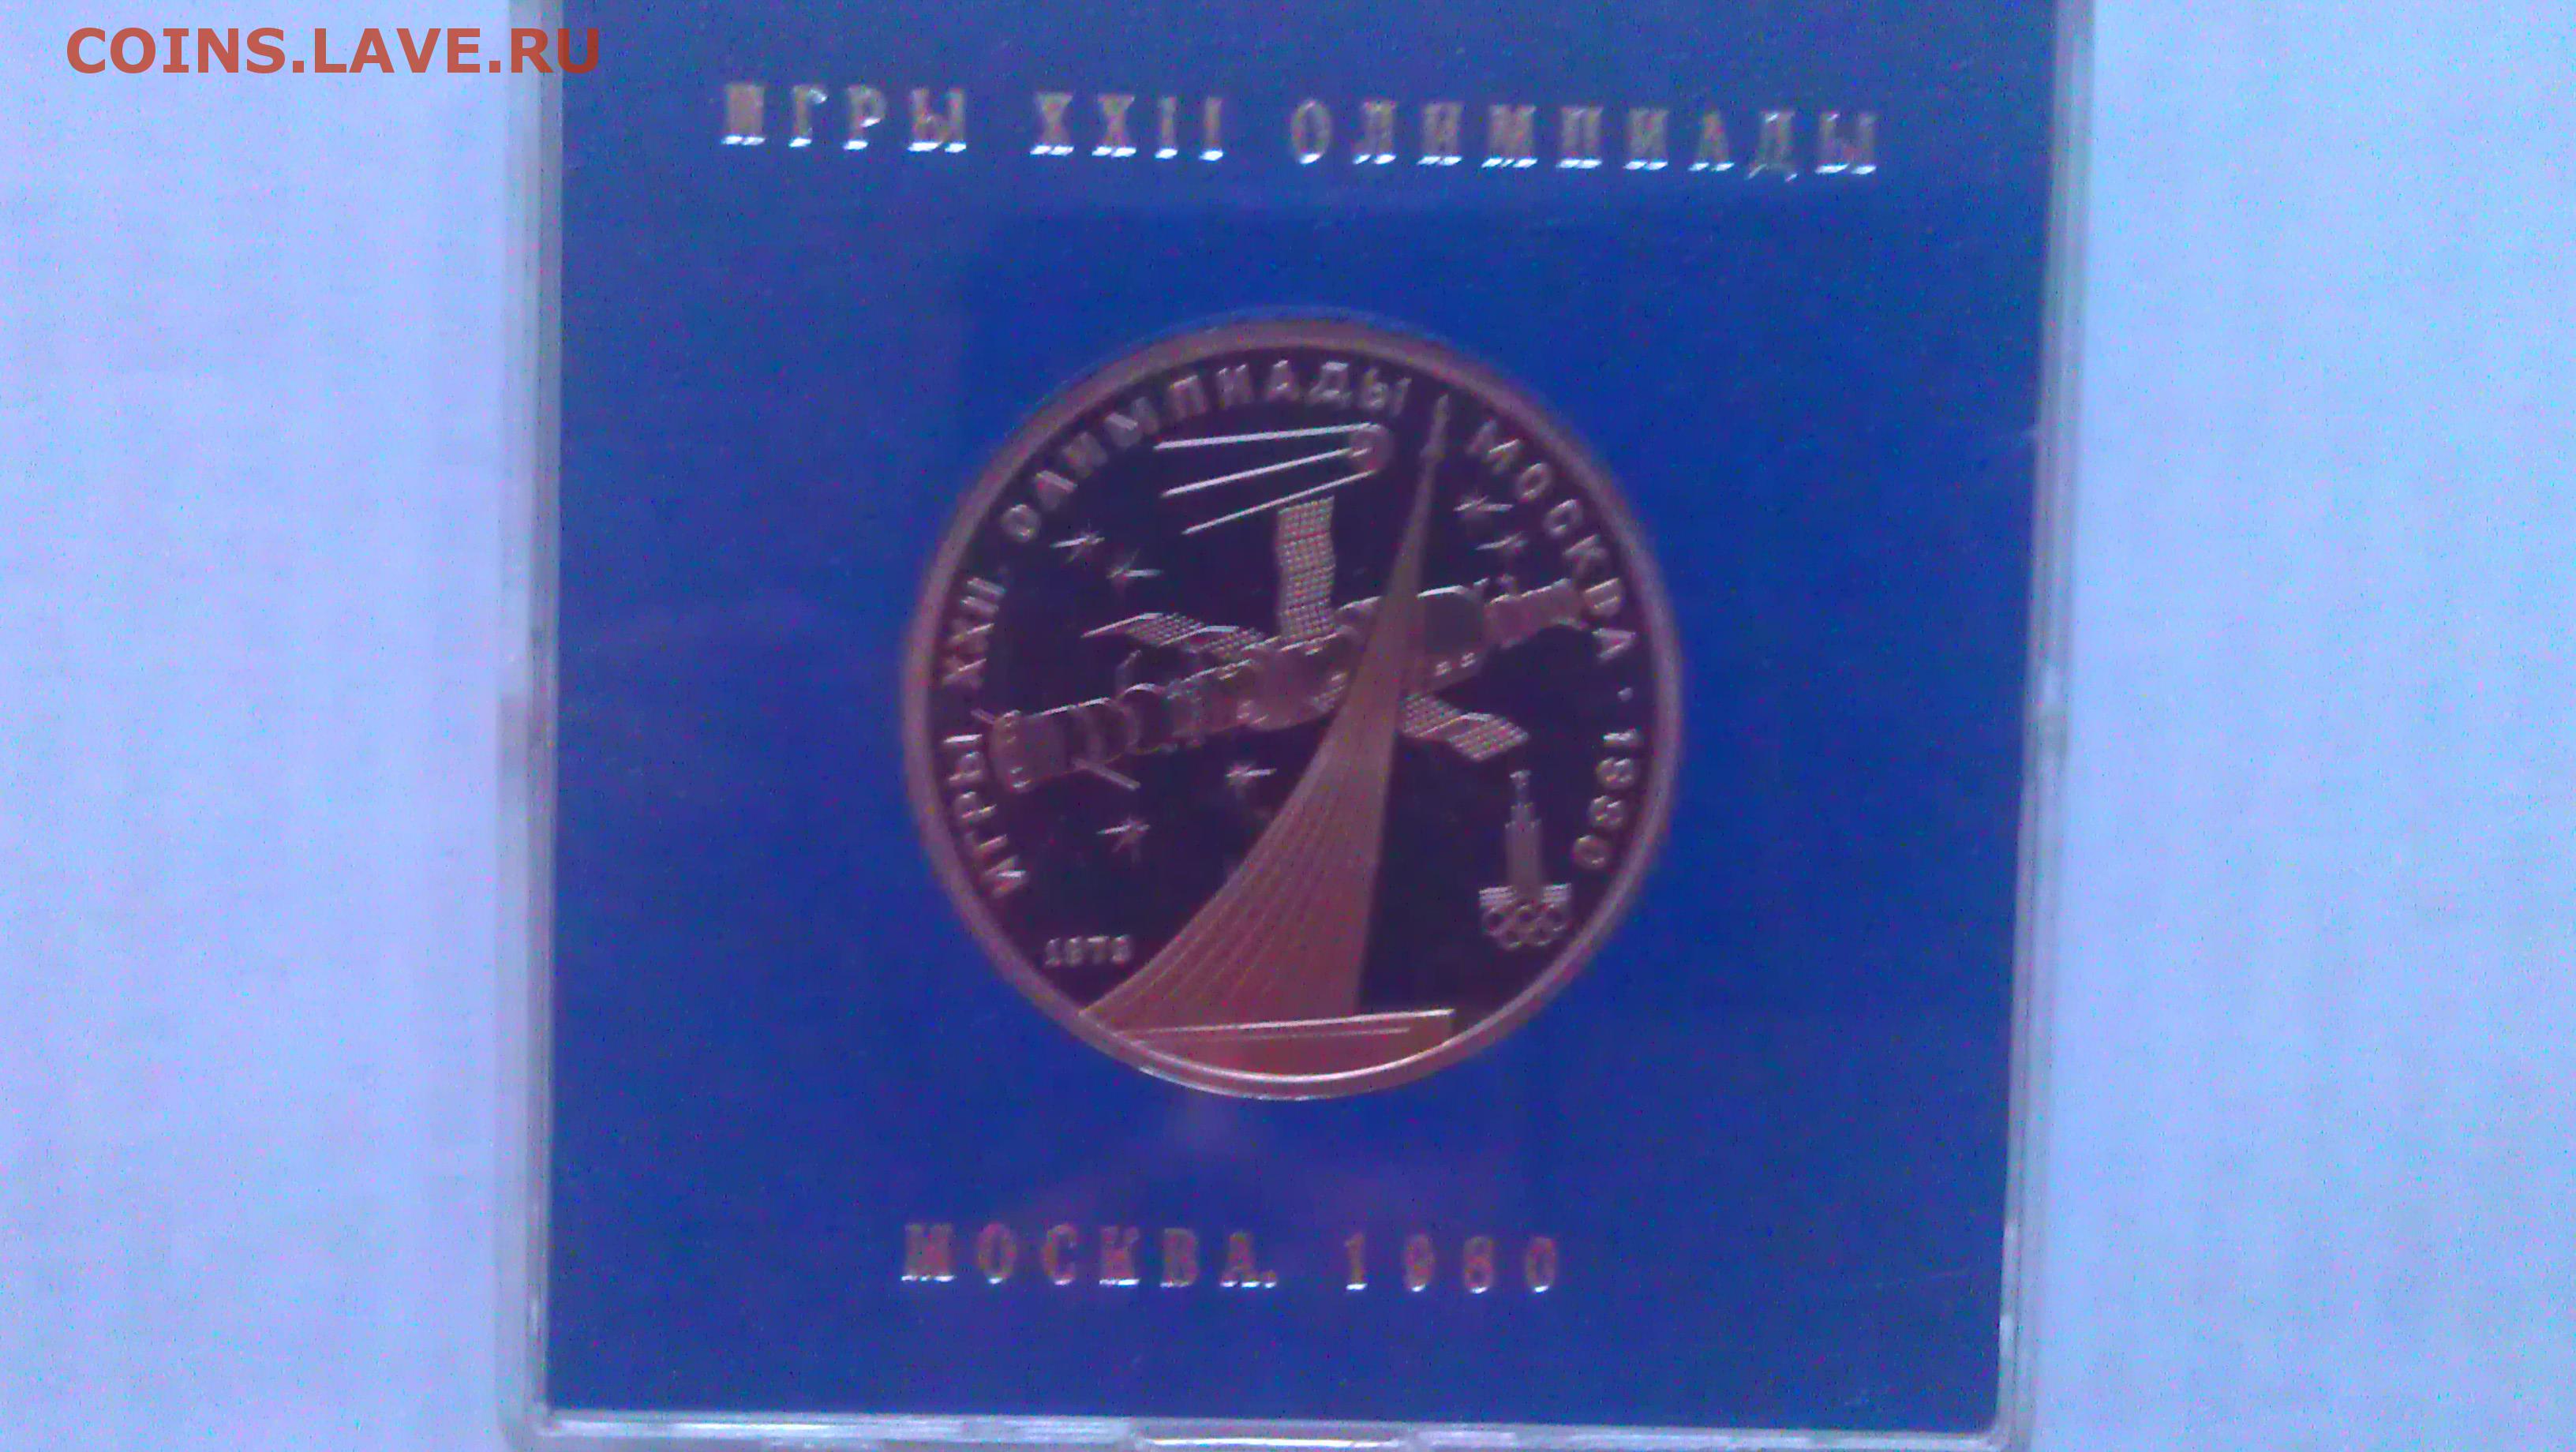 COINS.LAVE.RU
ИГРЫ XXII ОЛИМПИАДЫ
ИГРЫ XXII ОЛИМПИАДЫ МОСКВА · 1980
1979
МОСКВА. 1980